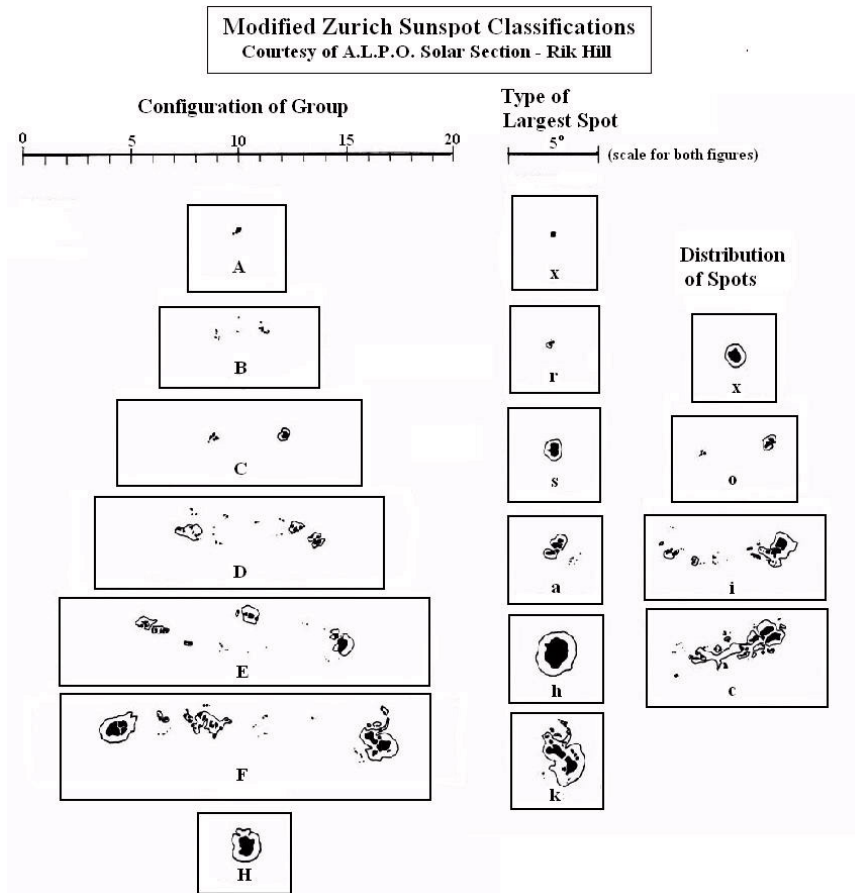 Modified Zurich Sunspot Classifications
Courtesy of A.L.P.O. Solar Section - Rik Hill
Configuration of Group
0 5 10 15 20
A
B
C
D
E
F
H
Type of
Largest Spot
5°
(scale for both figures)
x
r
s
a
h
k
Distribution
of Spots
x
o
i
c